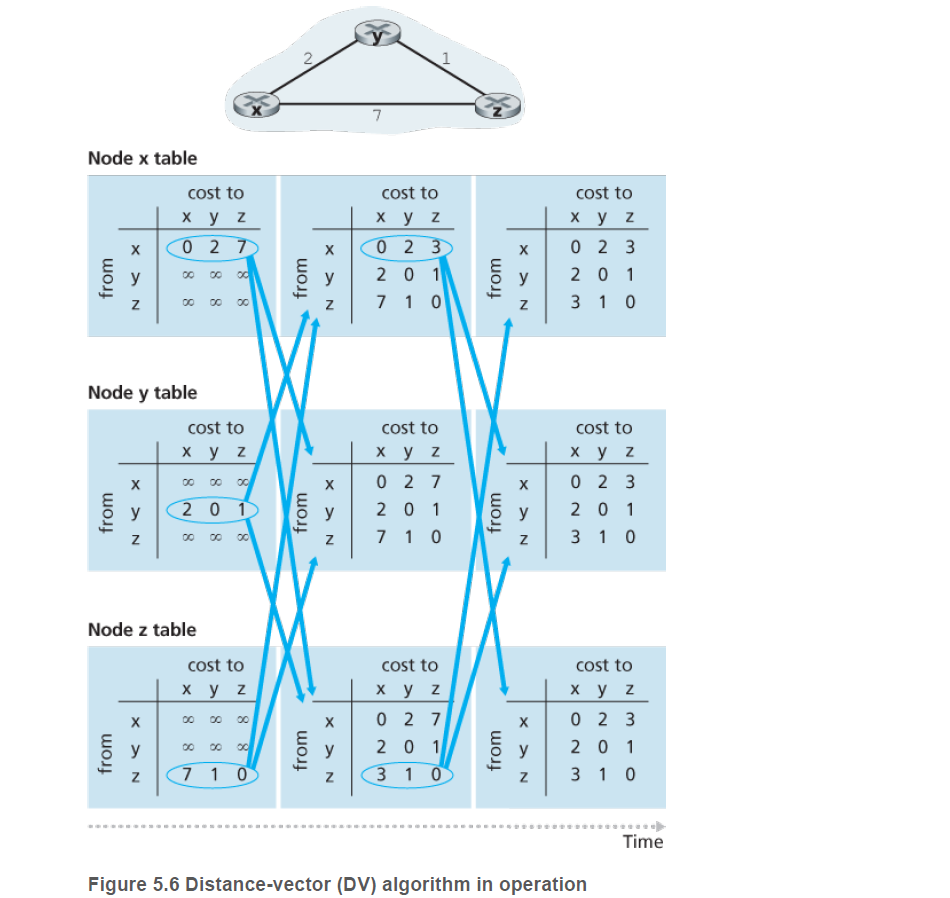 y
2 1
x z
7
Node x table
cost to cost to cost to
x y z x y z x y z
x 0 2 7 x 0 2 3 x 0 2 3
from y ∞ ∞ ∞ from y 2 0 1 from y 2 0 1
z ∞ ∞ ∞ z 7 1 0 z 3 1 0
Node y table
cost to cost to cost to
x y z x y z x y z
x ∞ ∞ ∞ x 0 2 7 x 0 2 3
from y 2 0 1 from y 2 0 1 from y 2 0 1
z ∞ ∞ ∞ z 7 1 0 z 3 1 0
Node z table
cost to cost to cost to
x y z x y z x y z
x ∞ ∞ ∞ x 0 2 7 x 0 2 3
from y ∞ ∞ ∞ from y 2 0 1 from y 2 0 1
z 7 1 0 z 3 1 0 z 3 1 0
Time
Figure 5.6 Distance-vector (DV) algorithm in operation